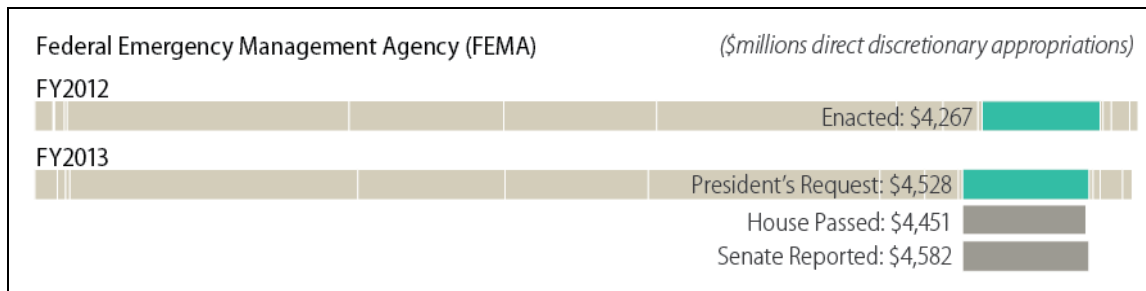 Federal Emergency Management Agency (FEMA) ($millions direct discretionary appropriations)
FY2012
Enacted: $4,267
FY2013
President's Request: $4,528
House Passed: $4,451
Senate Reported: $4,582